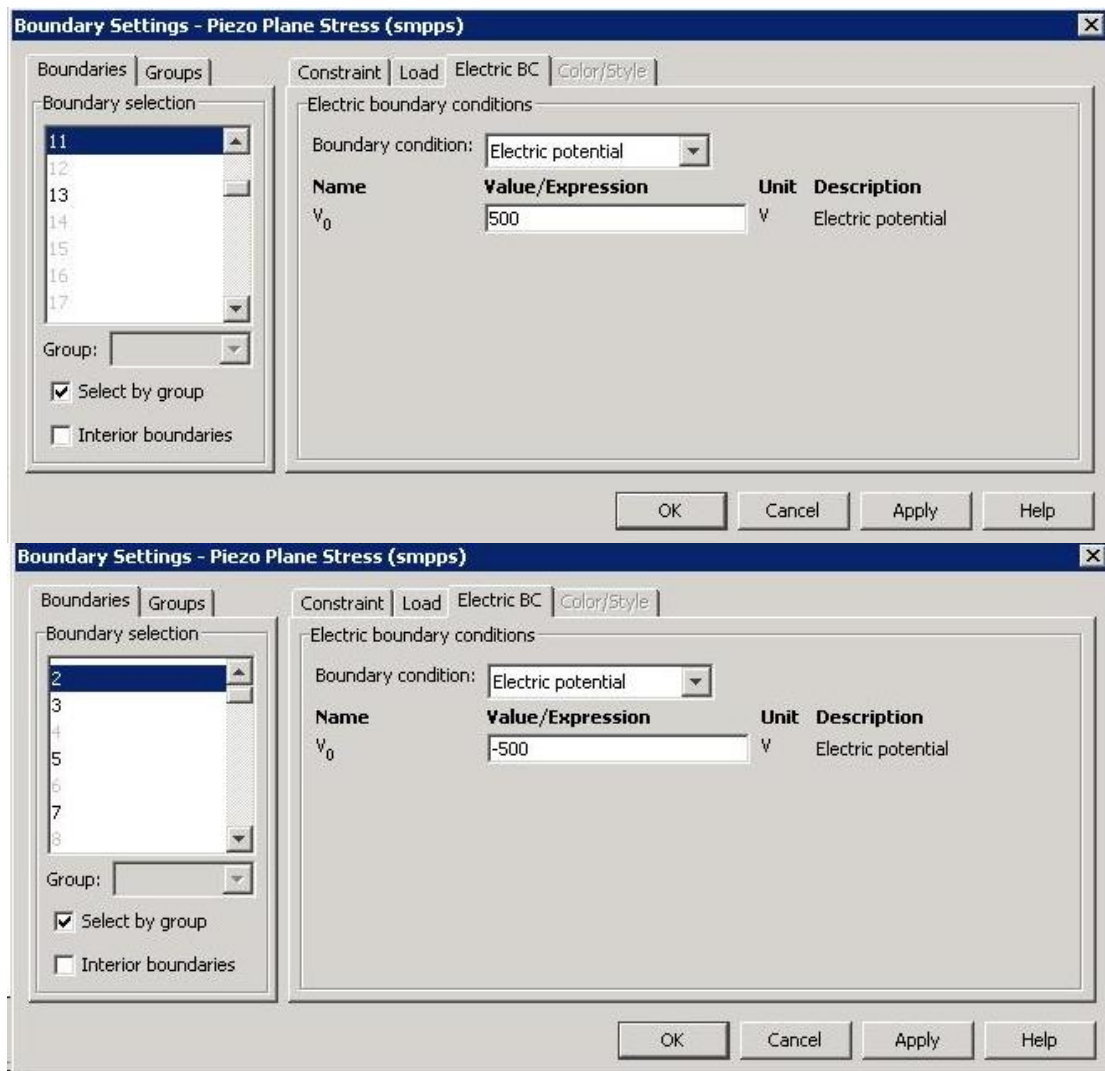 Boundary Settings - Piezo Plane Stress (smpps)
Boundaries Groups
Constraint Load Electric BC Color/Style
Boundary selection
Electric boundary conditions
11
12
13
14
15
16
17
Boundary condition: Electric potential
Name Value/Expression Unit Description
V0 500 V Electric potential
Group:
Select by group
Interior boundaries
OK Cancel Apply Help
Boundary Settings - Piezo Plane Stress (smpps)
Boundaries Groups
Constraint Load Electric BC Color/Style
Boundary selection
Electric boundary conditions
2
3
4
5
6
7
8
Boundary condition: Electric potential
Name Value/Expression Unit Description
V0 -500 V Electric potential
Group:
Select by group
Interior boundaries
OK Cancel Apply Help